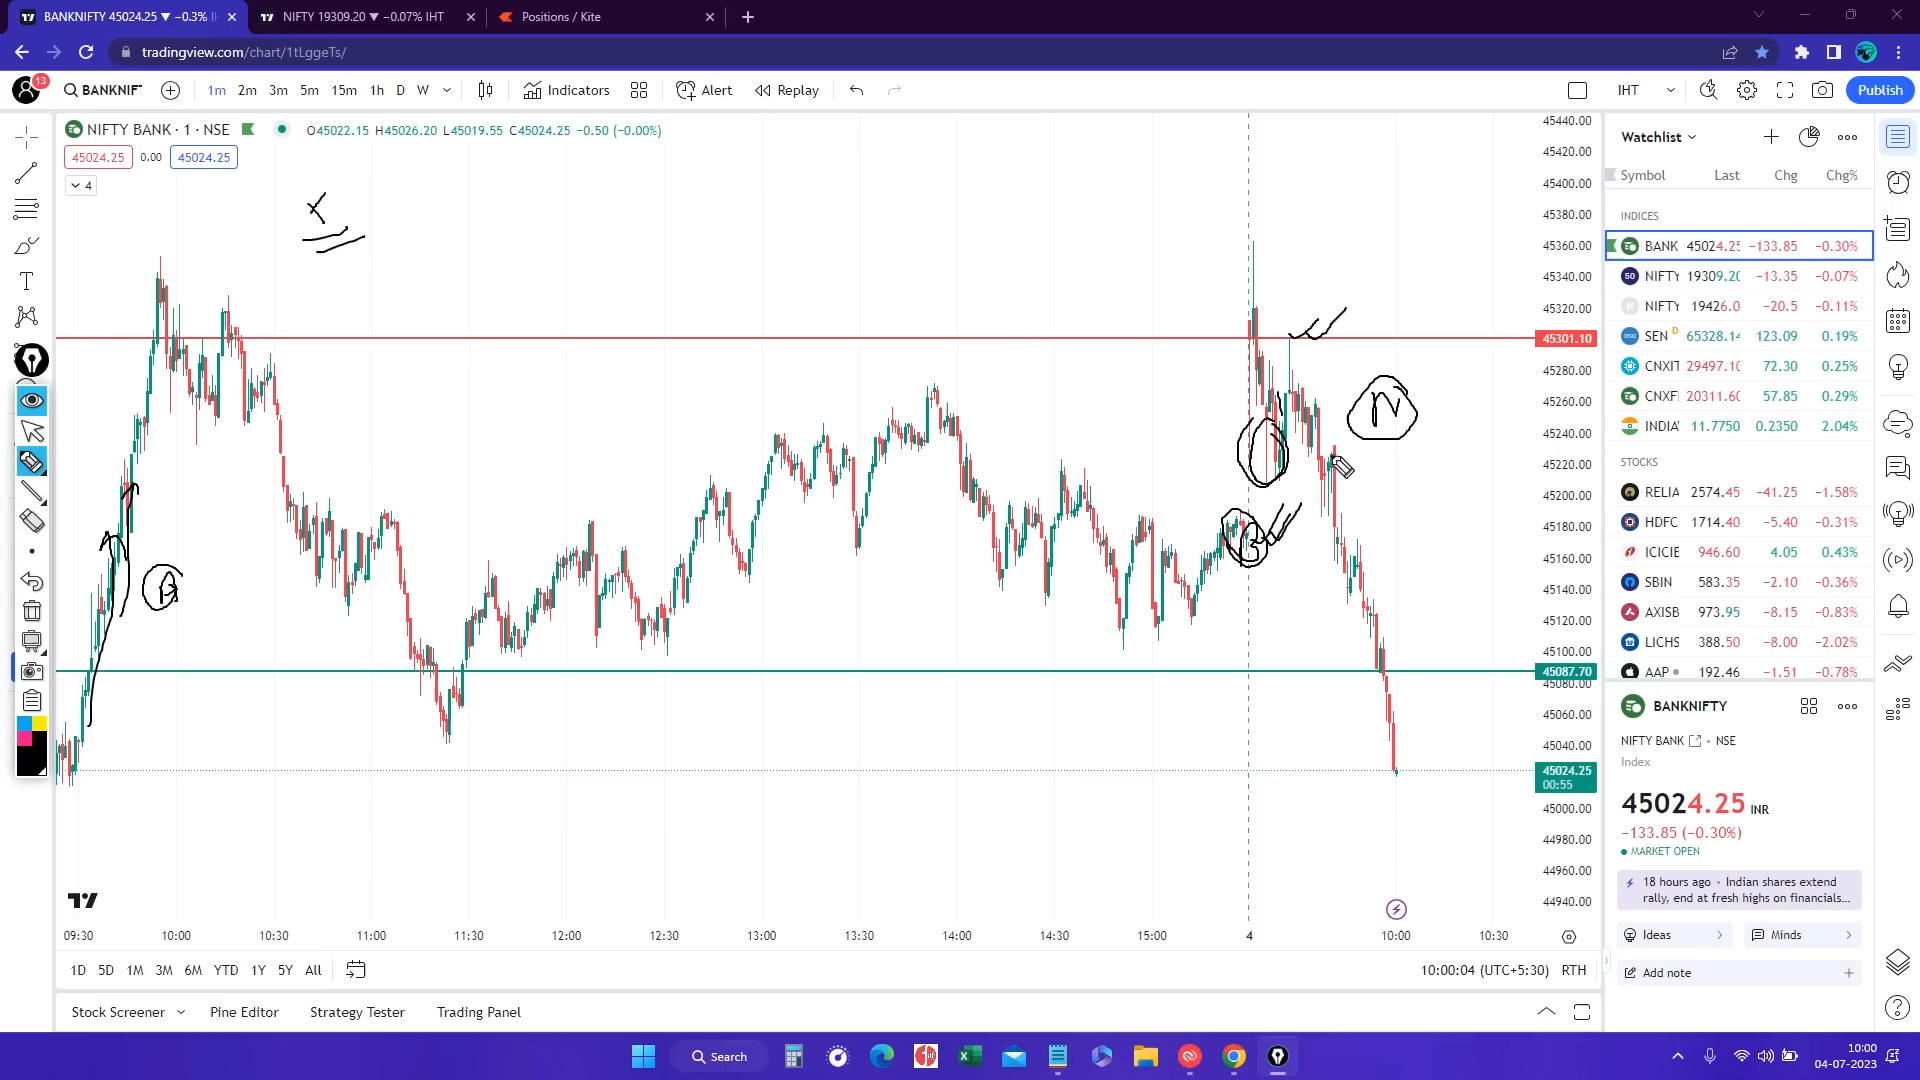 BANKNIFTY 45024.25 ▼ −0.3% IH
NIFTY 19309.20 ▼ −0.07% IHT
Positions / Kite
tradingview.com/chart/1tLggeTs/
13
BANKNIF
1m 2m 3m 5m 15m 1h D W
Indicators
Alert
Replay
IHT
Publish
NIFTY BANK · 1 · NSE
O45022.15 H45026.20 L45019.55 C45024.25 −0.50 (−0.00%)
45024.25 0.00 45024.25
4
X
B
N
B
45440.00
45420.00
45400.00
45380.00
45360.00
45340.00
45320.00
45301.10
45280.00
45260.00
45240.00
45220.00
45200.00
45180.00
45160.00
45140.00
45120.00
45100.00
45087.70
45080.00
45060.00
45040.00
45024.25
00:55
45000.00
44980.00
44960.00
44940.00
09:30 10:00 10:30 11:00 11:30 12:00 12:30 13:00 13:30 14:00 14:30 15:00 4 10:00 10:30
1D 5D 1M 3M 6M YTD 1Y 5Y All
10:00:04 (UTC+5:30) RTH
Stock Screener Pine Editor Strategy Tester Trading Panel
Watchlist
Symbol Last Chg Chg%
INDICES
BANK 45024.25 −133.85 −0.30%
50 NIFTY 19309.20 −13.35 −0.07%
NIFTY 19426.0 −20.5 −0.11%
SEN D 65328.14 123.09 0.19%
CNXIT 29497.10 72.30 0.25%
CNXF 20311.60 57.85 0.29%
INDIA 11.7750 0.2350 2.04%
STOCKS
RELIA 2574.45 −41.25 −1.58%
HDFC 1714.40 −5.40 −0.31%
ICICIE 946.60 4.05 0.43%
SBIN 583.35 −2.10 −0.36%
AXISB 973.95 −8.15 −0.83%
LICHS 388.50 −8.00 −2.02%
AAP 192.46 −1.51 −0.78%
BANKNIFTY
NIFTY BANK · NSE
Index
45024.25 INR
−133.85 (−0.30%)
MARKET OPEN
18 hours ago · Indian shares extend
rally, end at fresh highs on financials...
Ideas
Minds
Add note
Search
10:00
04-07-2023